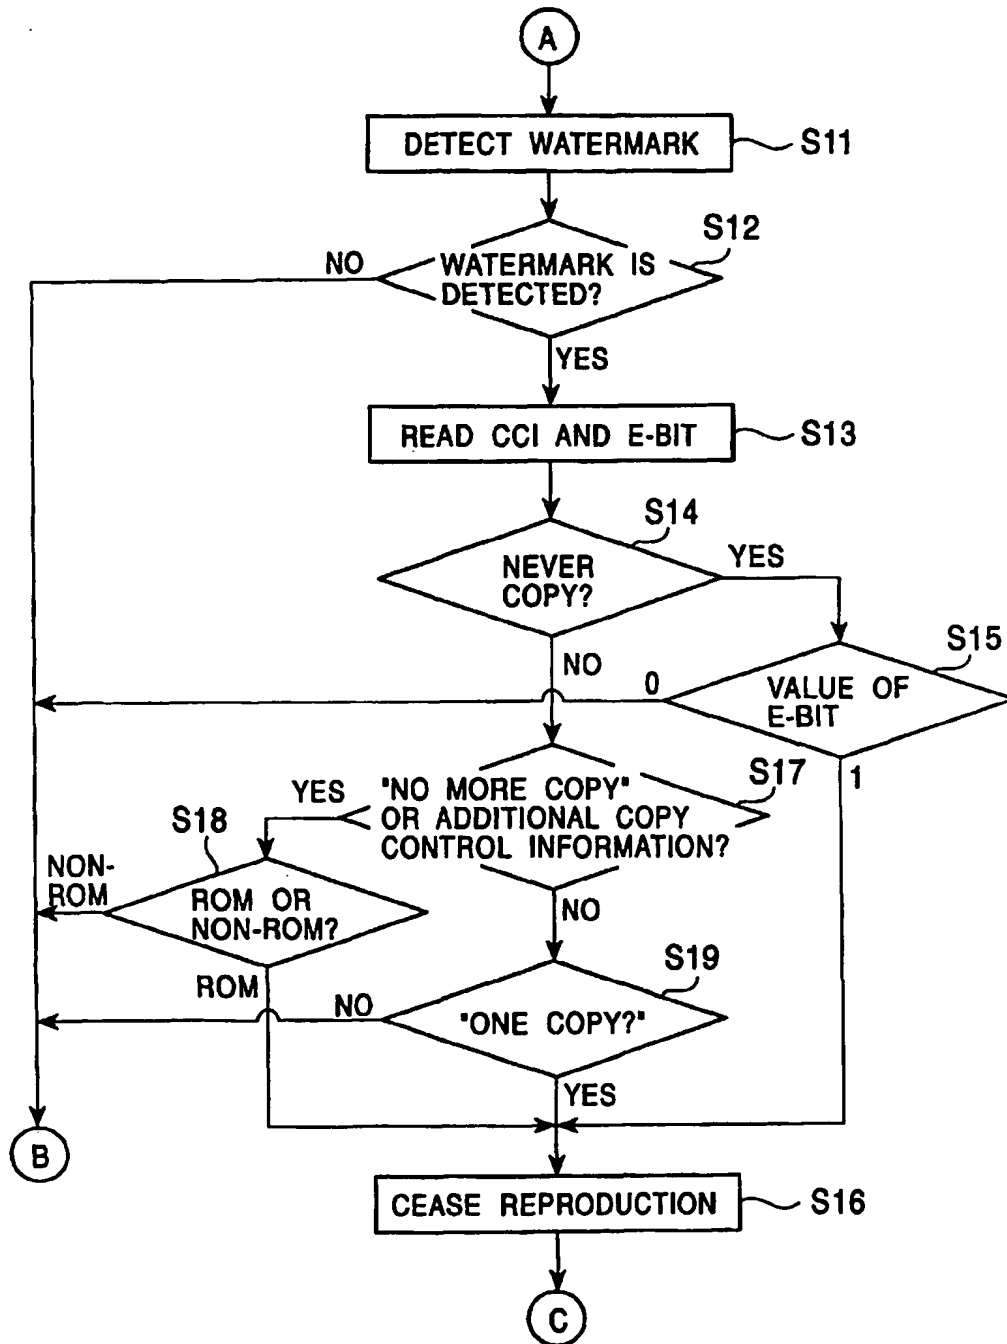 A
DETECT WATERMARK
S11
S12
NO
WATERMARK IS
DETECTED?
YES
READ CCI AND E-BIT
S13
S14
YES
NEVER
COPY?
S15
NO
0
VALUE OF
E-BIT
1
S17
YES
"NO MORE COPY"
OR ADDITIONAL COPY
CONTROL INFORMATION?
S18
NON-
ROM
ROM OR
NON-ROM?
NO
ROM
S19
NO
"ONE COPY?"
YES
B
CEASE REPRODUCTION
S16
C